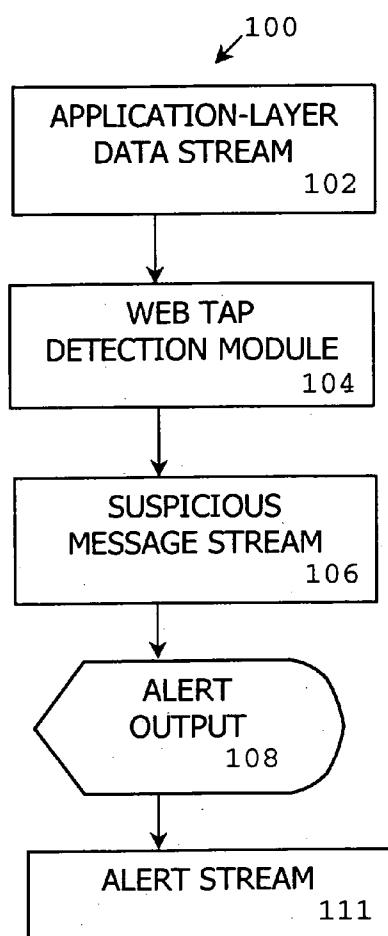 100
APPLICATION-LAYER
DATA STREAM
102
WEB TAP
DETECTION MODULE
104
SUSPICIOUS
MESSAGE STREAM
106
ALERT
OUTPUT
108
ALERT STREAM
111